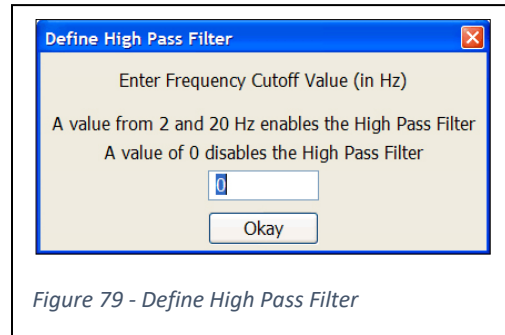 Define High Pass Filter
Enter Frequency Cutoff Value (in Hz)
A value from 2 and 20 Hz enables the High Pass Filter
A value of 0 disables the High Pass Filter
0
Okay
Figure 79 - Define High Pass Filter